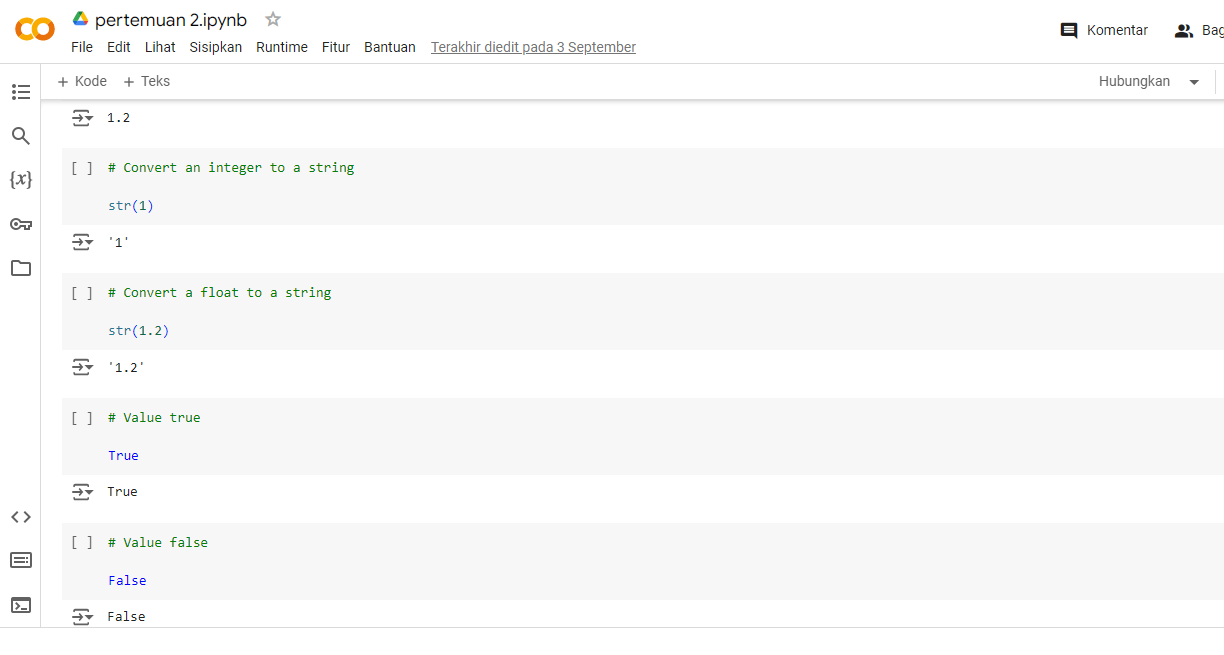 pertemuan 2.ipynb
File Edit Lihat Sisipkan Runtime Fitur Bantuan Terakhir diedit pada 3 September
Komentar Bag
+ Kode + Teks
Hubungkan
1.2
[ ] # Convert an integer to a string
str(1)
'1'
[ ] # Convert a float to a string
str(1.2)
'1.2'
[ ] # Value true
True
True
[ ] # Value false
False
False
{x}